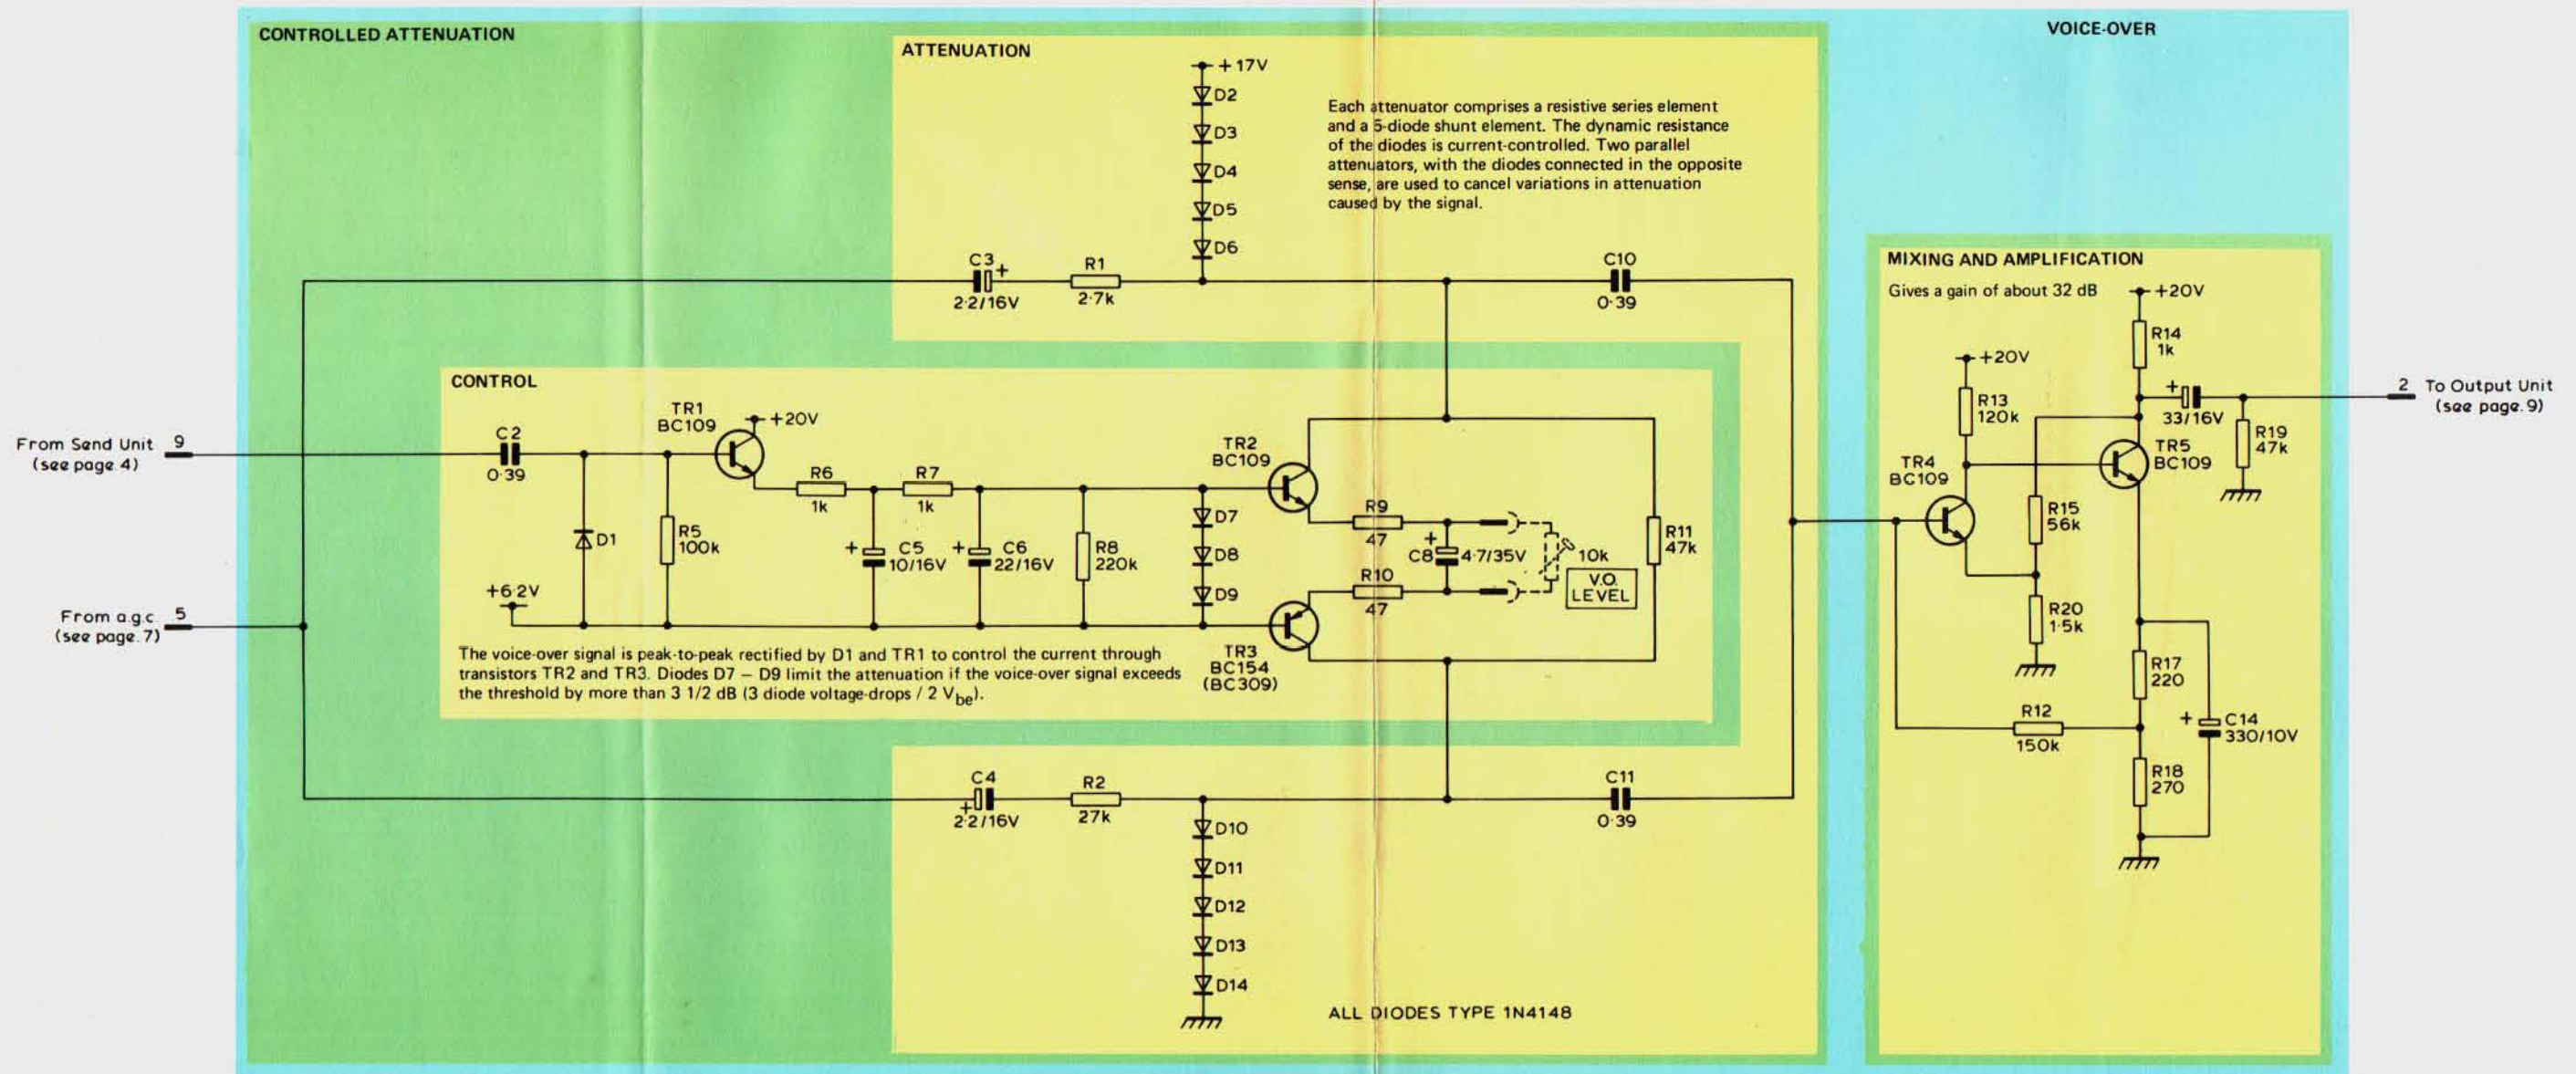 CONTROLLED ATTENUATION
ATTENUATION
VOICE-OVER
+17V
D2
D3
D4
D5
D6
Each attenuator comprises a resistive series element
and a 5-diode shunt element. The dynamic resistance
of the diodes is current-controlled. Two parallel
attenuators, with the diodes connected in the opposite
sense, are used to cancel variations in attenuation
caused by the signal.
C3
+
2·2/16V
R1
2·7k
C10
0·39
MIXING AND AMPLIFICATION
Gives a gain of about 32 dB
+20V
R14
1k
+20V
R13
120k
+
33/16V
R19
47k
2 To Output Unit
(see page. 9)
TR4
BC109
TR5
BC109
R15
56k
R20
1·5k
R17
220
R12
150k
+
C14
330/10V
R18
270
CONTROL
From Send Unit 9
(see page. 4)
C2
0·39
TR1
BC109
+20V
D1
R5
100k
R6
1k
R7
1k
+
C5
10/16V
+
C6
22/16V
R8
220k
+6·2V
From a.g.c. 5
(see page. 7)
TR2
BC109
D7
D8
D9
R9
47
+
C8
4·7/35V
10k
V.O.
LEVEL
R10
47
R11
47k
TR3
BC154
(BC309)
The voice-over signal is peak-to-peak rectified by D1 and TR1 to control the current through
transistors TR2 and TR3. Diodes D7 – D9 limit the attenuation if the voice-over signal exceeds
the threshold by more than 3 1/2 dB (3 diode voltage-drops / 2 Vbe).
C4
+
2·2/16V
R2
27k
C11
0·39
D10
D11
D12
D13
D14
ALL DIODES TYPE 1N4148